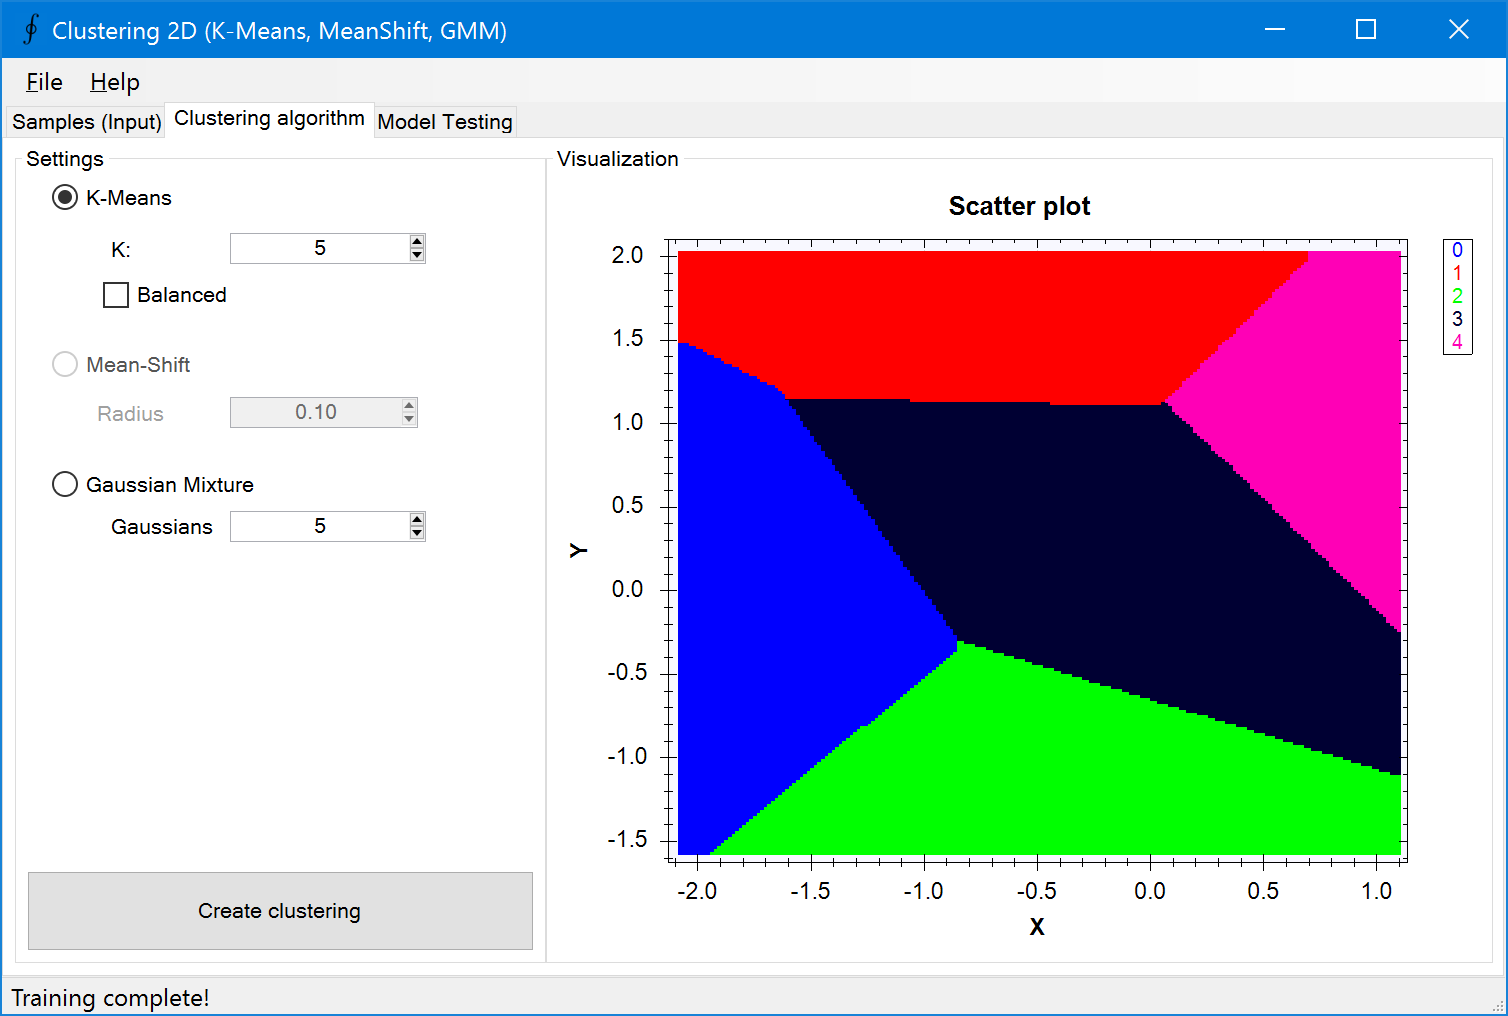 Clustering 2D (K-Means, MeanShift, GMM)
File Help
Samples (Input) Clustering algorithm Model Testing
Settings
K-Means
K: 5
Balanced
Mean-Shift
Radius 0.10
Gaussian Mixture
Gaussians 5
Create clustering
Visualization
Scatter plot
2.0
1.5
1.0
0.5
0.0
-0.5
-1.0
-1.5
Y
-2.0 -1.5 -1.0 -0.5 0.0 0.5 1.0
X
0
1
2
3
4
Training complete!